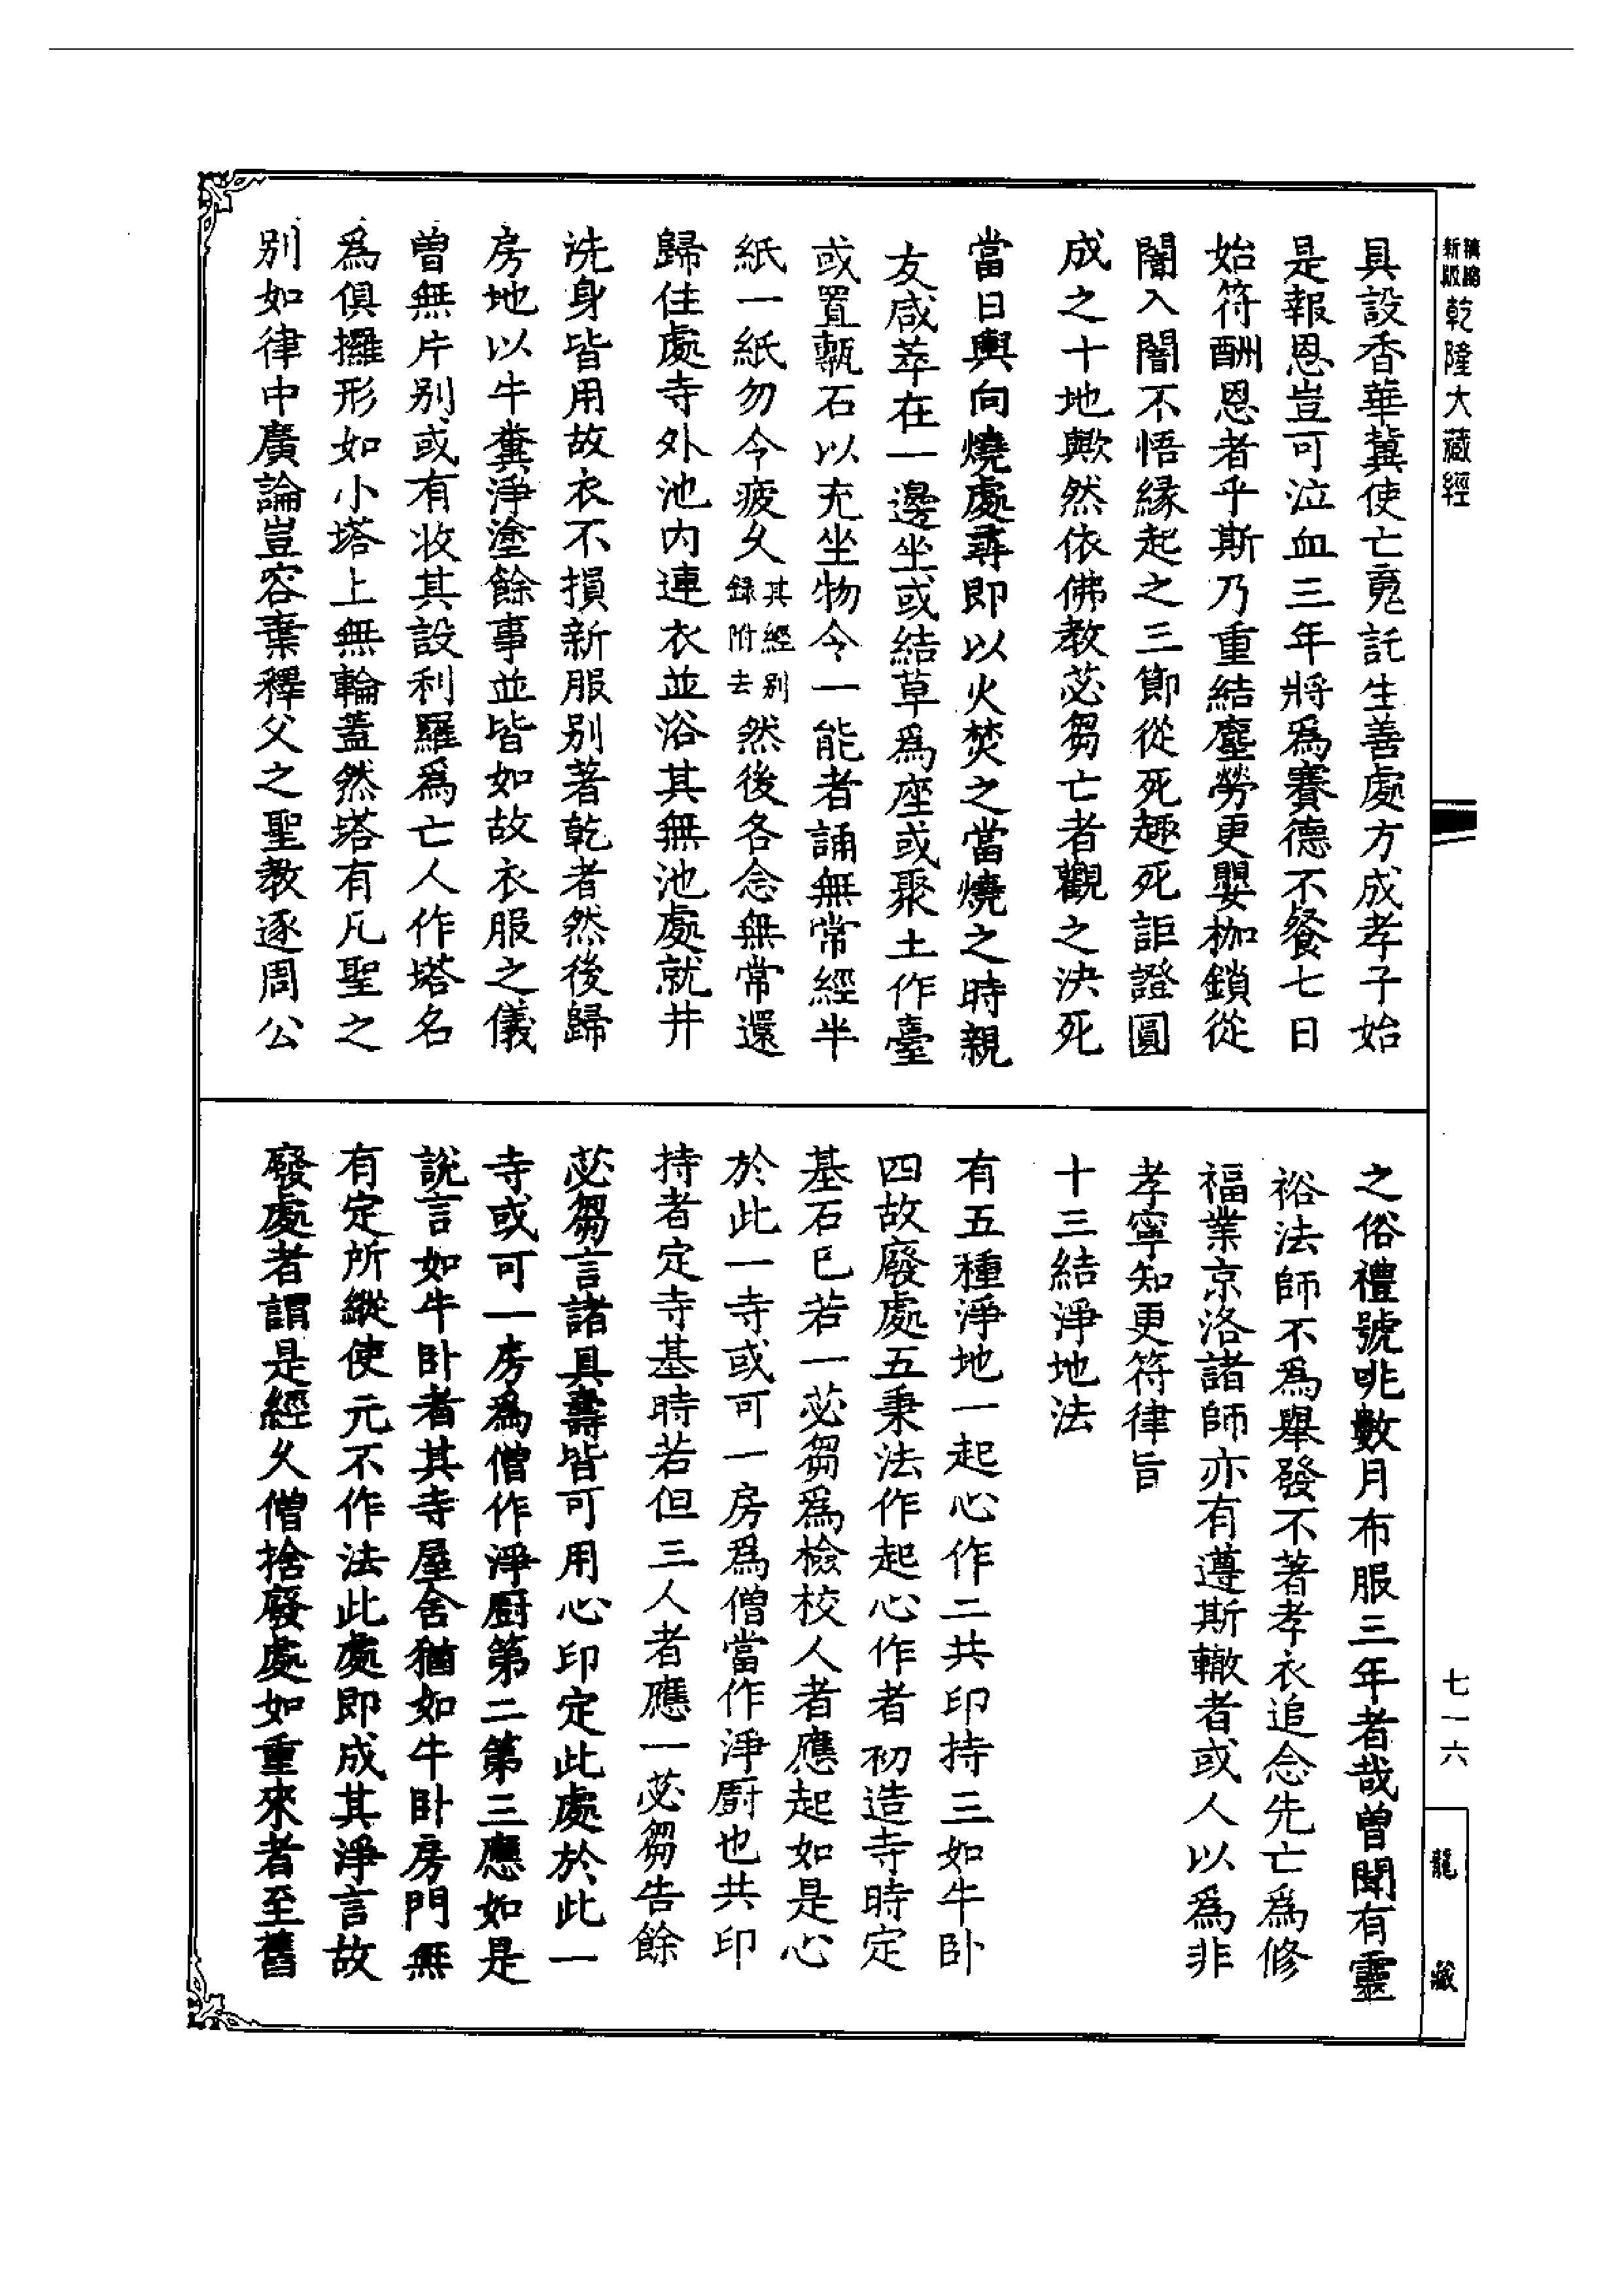 新版
乾隆大藏經
具設香華冀使亡䰟託生善處方成孝子始
是報恩豈可泣血三年將爲賽德不餐七日
始符酬恩者乎斯乃重結塵勞更嬰枷鎖從
闇入闇不悟緣起之三節從死趣死詎證圓
成之十地歟然依佛教苾芻亡者觀之決死
當日輿向燒處尋即以火焚之當燒之時親
友咸萃在一邊坐或結草爲座或聚土作臺
或置甎石以充坐物令一能者誦無常經半
紙一紙勿令疲久其經別錄附去然後各念無常還
歸住處寺外池内連衣並浴其無池處就井
洗身皆用故衣不損新服别著乾者然後歸
房地以牛糞淨塗餘事並皆如故衣服之儀
曾無片别或有收其設利羅爲亡人作塔名
爲俱攞形如小塔上無輪蓋然塔有凡聖之
别如律中廣論豈容棄釋父之聖教逐周公
之俗禮號咷數月布服三年者哉曾聞有靈
裕法師不爲舉發不著孝衣追念先亡爲修
福業京洛諸師亦有遵斯轍者或人以爲非
孝寧知更符律旨
十三結淨地法
有五種淨地一起心作二共印持三如牛卧
四故廢處五秉法作起心作者初造寺時定
基石已若一苾芻爲檢校人者應起如是心
於此一寺或可一房爲僧當作淨厨也共印
持者定寺基時若但三人者應一苾芻告餘
苾芻言諸具壽皆可用心印定此處於此一
寺或可一房爲僧作淨厨第二第三應如是
說言如牛卧者其寺屋舍猶如牛卧房門無
有定所縱使元不作法此處即成其淨言故
廢處者謂是經久僧捨廢處如重來者至舊
七一六
龍藏